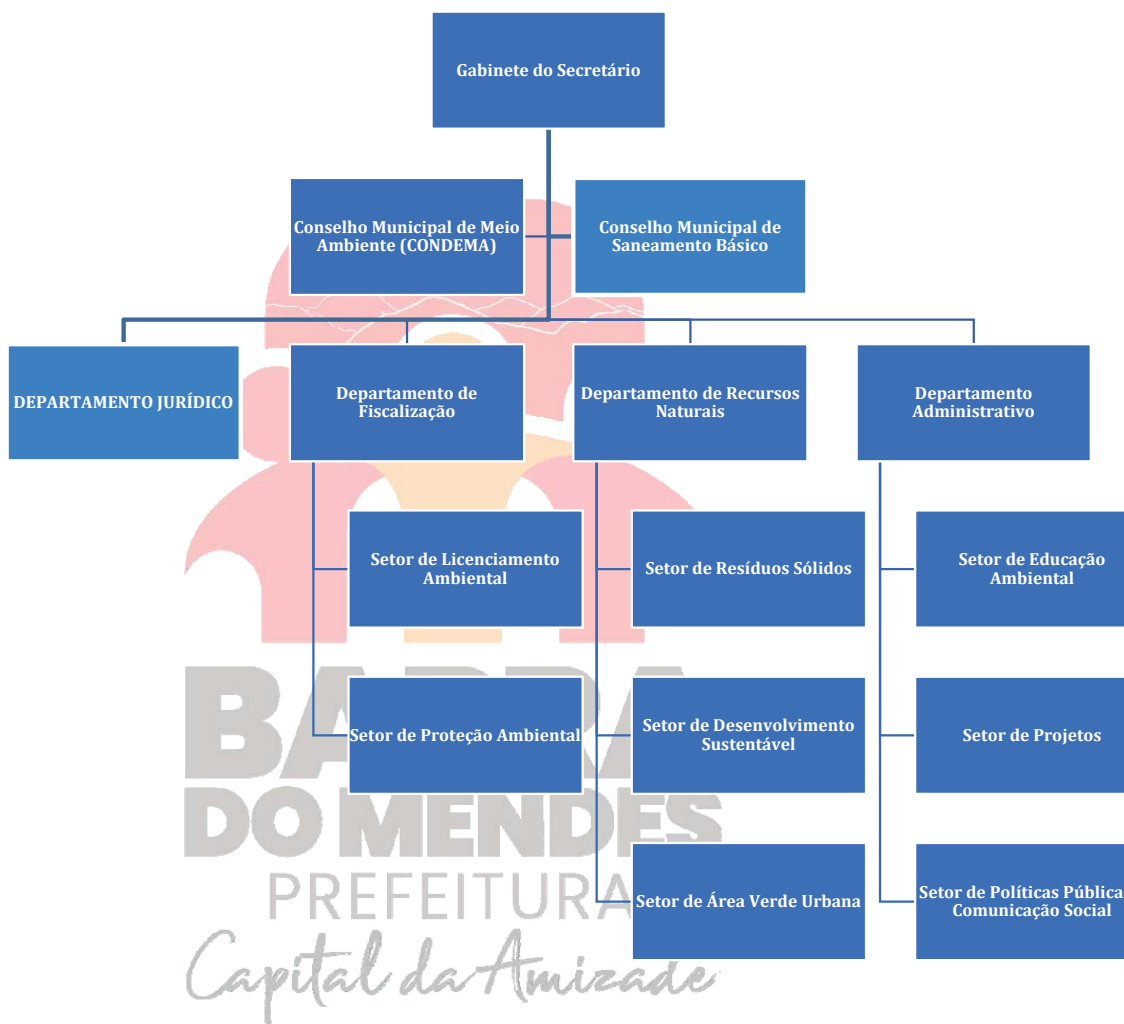 Gabinete do Secretário
Conselho Municipal de Meio
Ambiente (CONDEMA)
Conselho Municipal de
Saneamento Básico
DEPARTAMENTO JURÍDICO
Departamento de
Fiscalização
Departamento de Recursos
Naturais
Departamento
Administrativo
Setor de Licenciamento
Ambiental
Setor de Resíduos Sólidos
Setor de Educação
Ambiental
Setor de Proteção Ambiental
Setor de Desenvolvimento
Sustentável
Setor de Projetos
Setor de Área Verde Urbana
Setor de Políticas Pública
Comunicação Social
BARRA
DO MENDES
PREFEITURA
Capital da Amizade